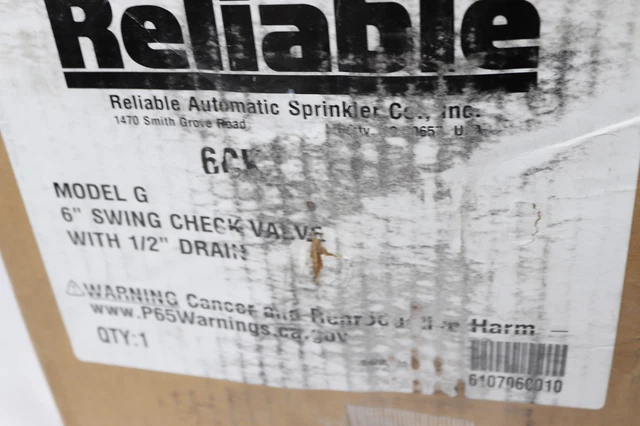 Reliable
Reliable Automatic Sprinkler Co., Inc.
1470 Smith Grove Road
MODEL G
6" SWING CHECK VALVE
WITH 1/2" DRAIN
⚠WARNING Cancer and Reproductive Harm –
www.P65Warnings.ca.gov
QTY:1
6107060010